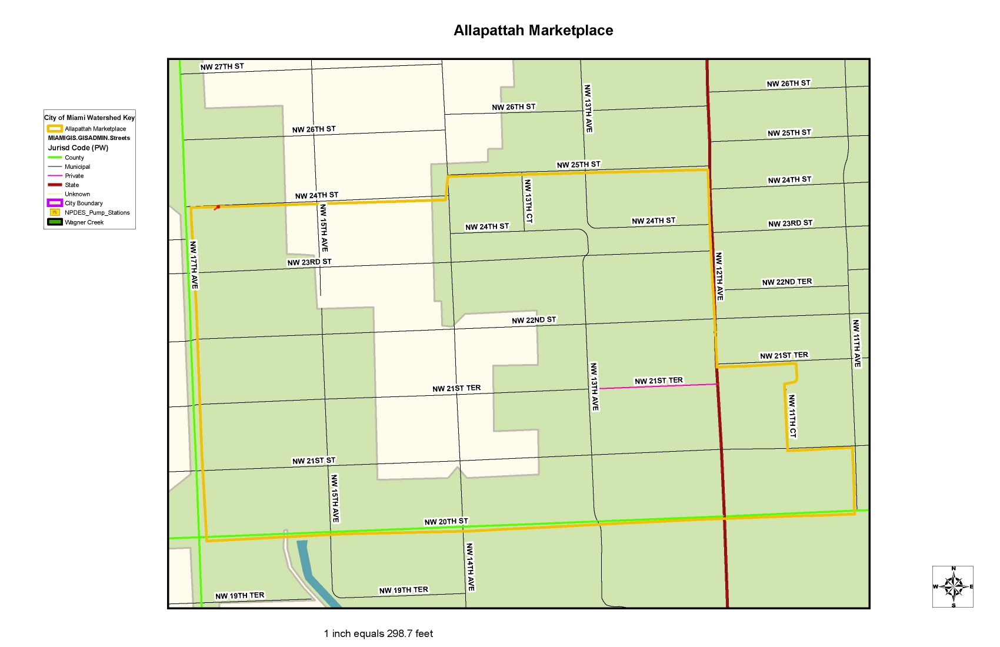 Allapattah Marketplace
City of Miami Watershed Key
Allapattah Marketplace
MIAMIGIS.GISADMIN.Streets
Jurisd Code (PW)
County
Municipal
Private
State
Unknown
City Boundary
PS
NPDES_Pump_Stations
Wagner Creek
NW 27TH ST
NW 26TH ST
NW 13TH AVE
NW 26TH ST
NW 26TH ST
NW 25TH ST
NW 25TH ST
NW 24TH ST
NW 24TH ST
NW 13TH CT
NW 15TH AVE
NW 24TH ST
NW 24TH ST
NW 23RD ST
NW 17TH AVE
NW 23RD ST
NW 12TH AVE
NW 22ND TER
NW 22ND ST
NW 11TH AVE
NW 21ST TER
NW 21ST TER
NW 13TH AVE
NW 21ST TER
NW 11TH CT
NW 21ST ST
NW 15TH AVE
NW 20TH ST
NW 14TH AVE
NW 19TH TER
NW 19TH TER
N
W
E
S
1 inch equals 298.7 feet